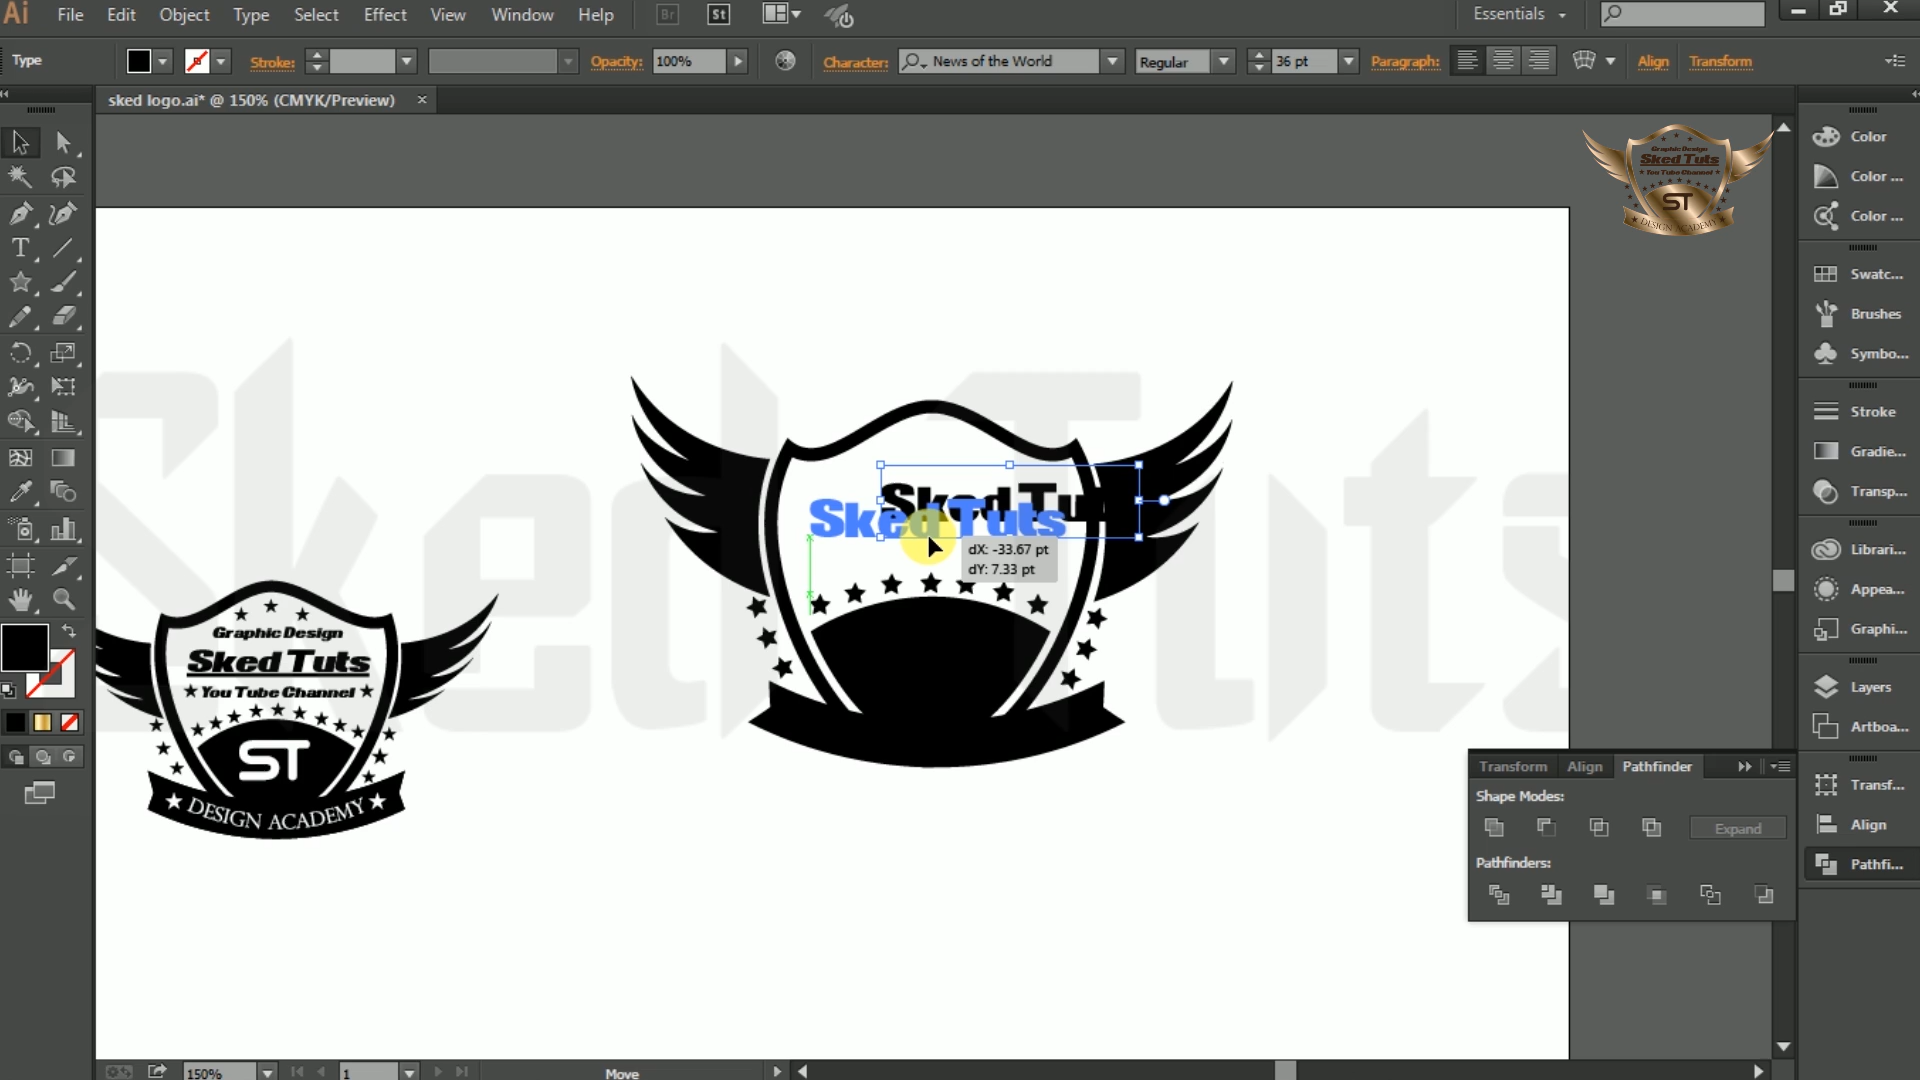 Ai File Edit Object Type Select Effect View Window Help Br St Essentials
Type Stroke: Opacity: 100% Character: News of the World Regular 36 pt Paragraph: Align Transform
sked logo.ai* @ 150% (CMYK/Preview) ×
Graphic Design
Sked Tuts
You Tube Channel
ST
DESIGN ACADEMY
Sked Tuts
Sked Tut
Sked Tuts
dX: -33.67 pt
dY: 7.33 pt
Graphic Design
Sked Tuts
You Tube Channel
ST
DESIGN ACADEMY
Color
Color ...
Color ...
Swatc...
Brushes
Symbo...
Stroke
Gradie...
Transp...
Librari...
Appea...
Graphi...
Layers
Artboa...
Transf...
Align
Pathfi...
Transform Align Pathfinder
Shape Modes:
Expand
Pathfinders:
150% 1 Move